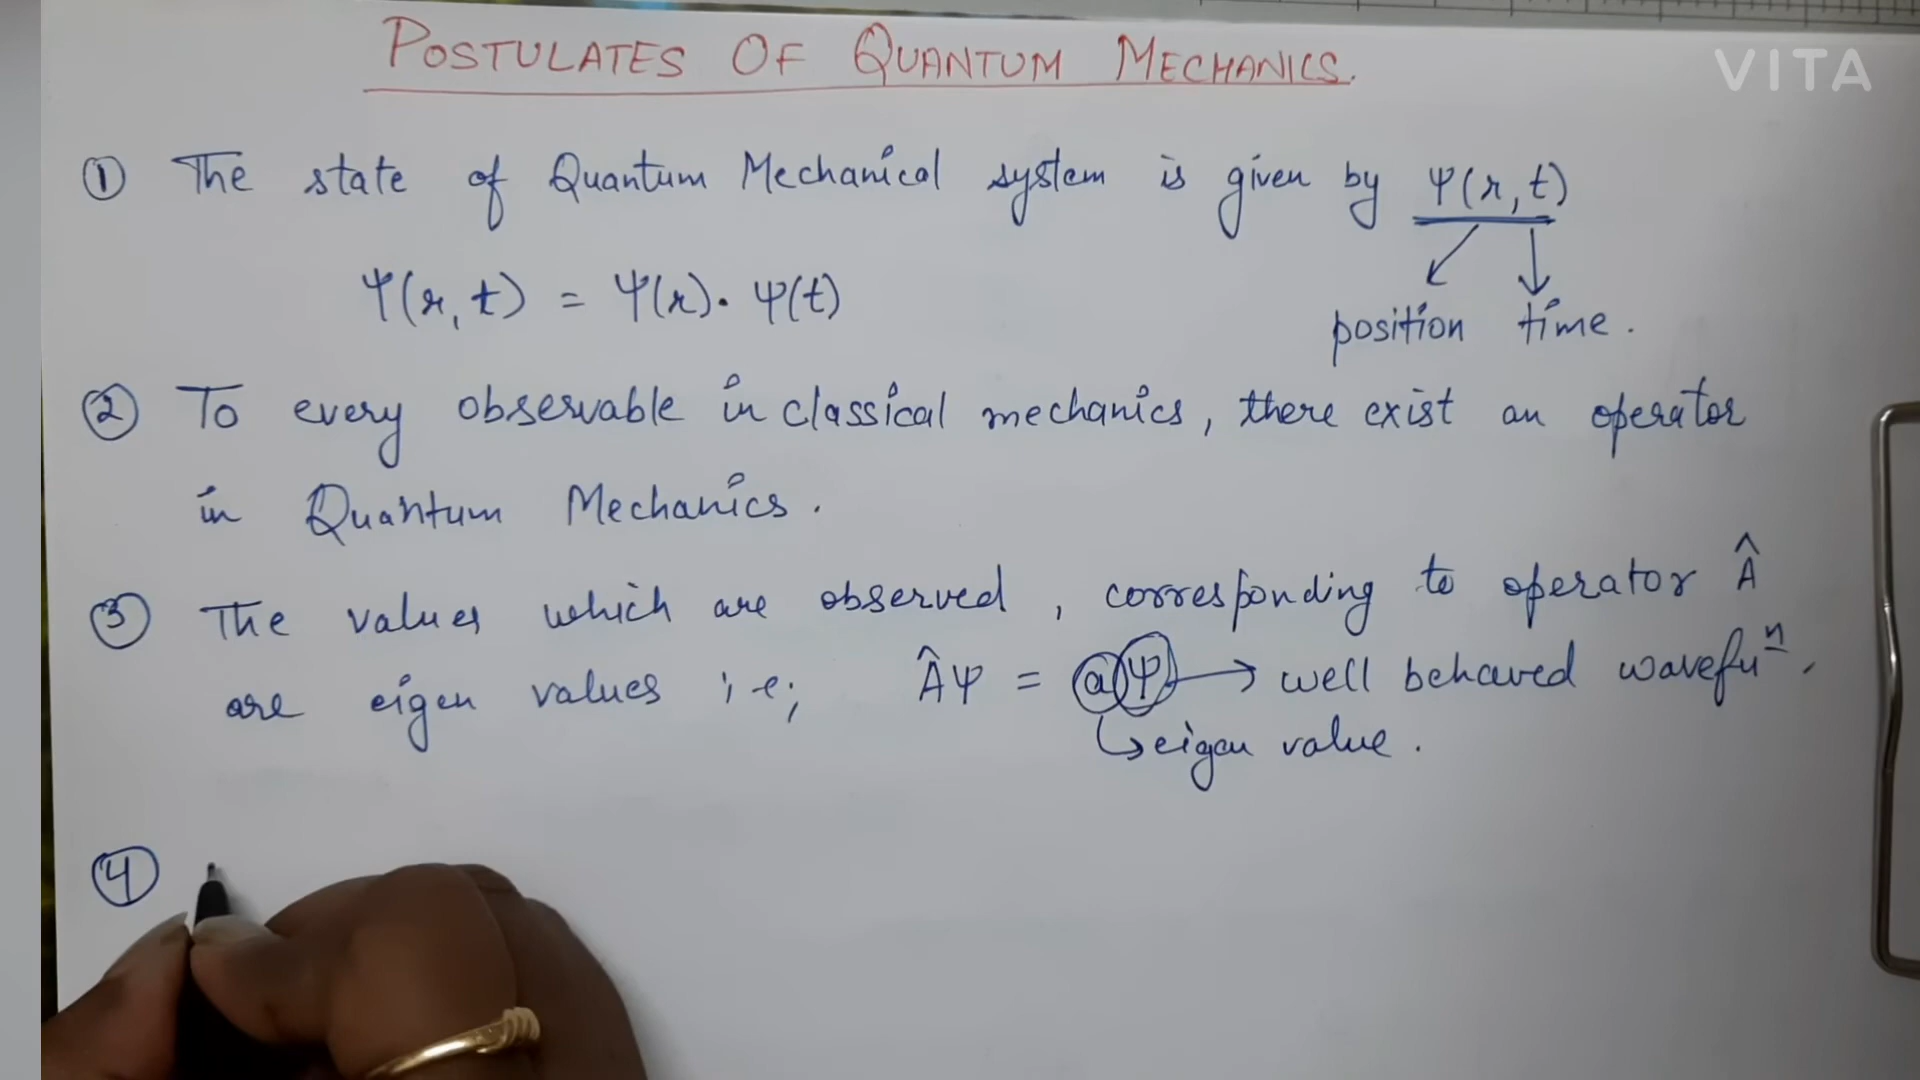 POSTULATES OF QUANTUM MECHANICS.
VITA
① The state of Quantum Mechanical system is given by Ψ(r,t)
Ψ(r,t) = Ψ(r). Ψ(t)
position time.
② To every observable in classical mechanics, there exist an operator
in Quantum Mechanics.
③ The values which are observed, corresponding to operator Â
are eigen values i.e; Âψ = aψ → well behaved wavefuⁿ.
↳ eigen value.
④